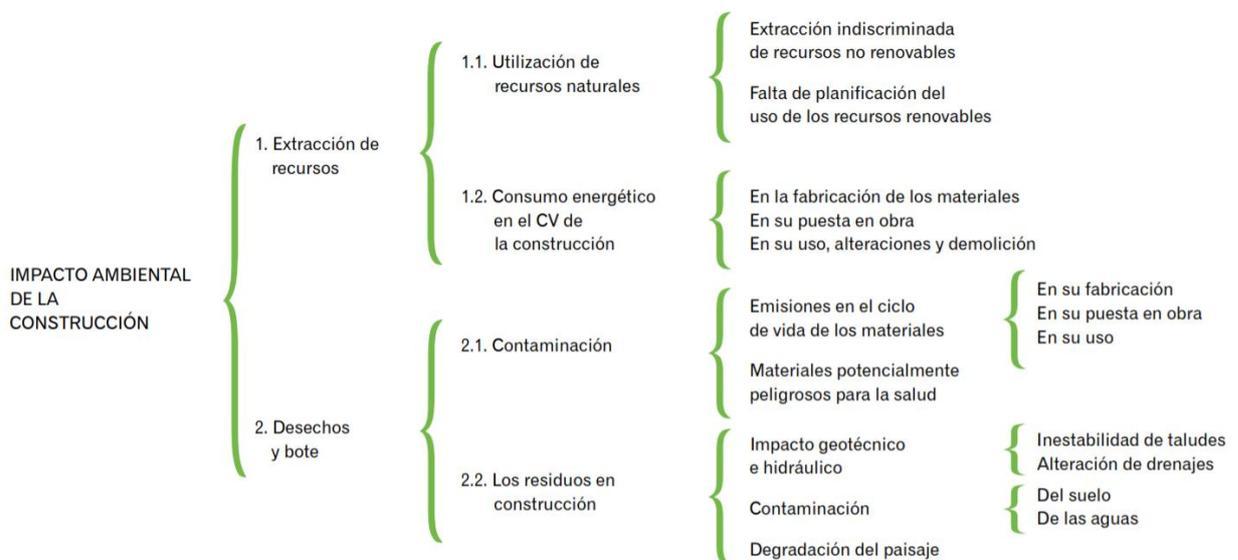 IMPACTO AMBIENTAL
DE LA
CONSTRUCCIÓN
1. Extracción de
recursos
1.1. Utilización de
recursos naturales
Extracción indiscriminada
de recursos no renovables
Falta de planificación del
uso de los recursos renovables
1.2. Consumo energético
en el CV de
la construcción
En la fabricación de los materiales
En su puesta en obra
En su uso, alteraciones y demolición
2. Desechos
y bote
2.1. Contaminación
Emisiones en el ciclo
de vida de los materiales
En su fabricación
En su puesta en obra
En su uso
Materiales potencialmente
peligrosos para la salud
2.2. Los residuos en
construcción
Impacto geotécnico
e hidráulico
Inestabilidad de taludes
Alteración de drenajes
Contaminación
Del suelo
De las aguas
Degradación del paisaje